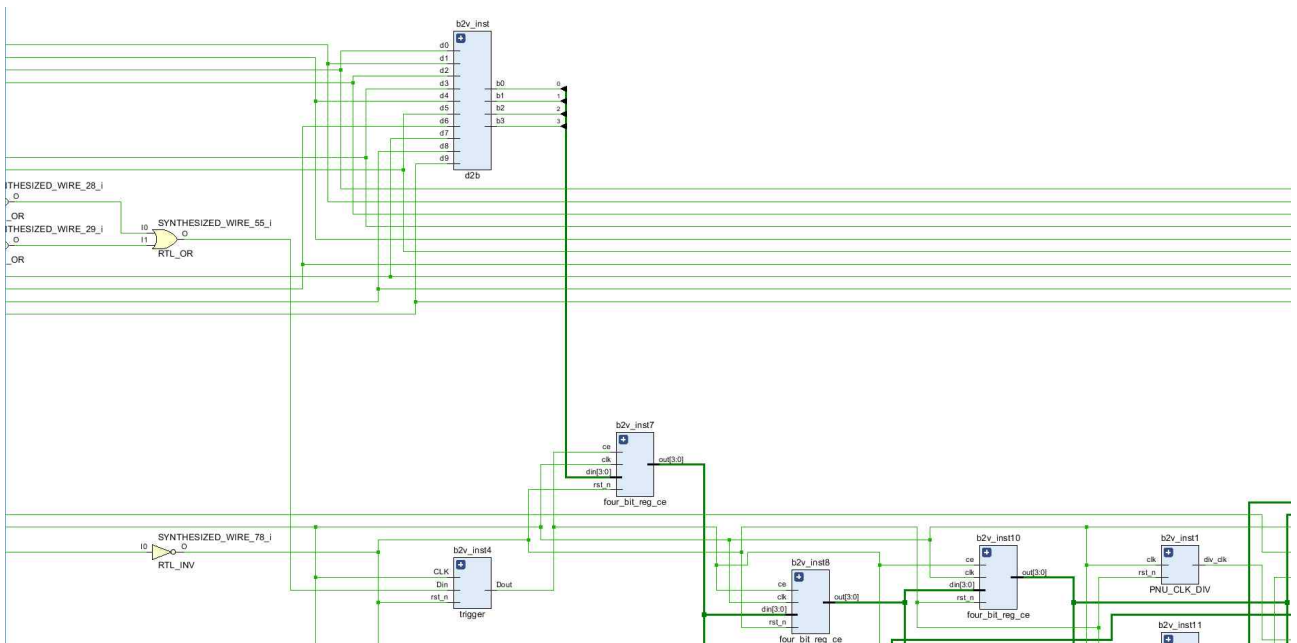 b2v_inst
d0
d1
d2
d3
d4
d5
d6
d7
d8
d9
b0
b1
b2
b3
0
1
2
3
d2b
NTHESIZED_WIRE_28_i
O
_OR
NTHESIZED_WIRE_29_i
O
_OR
SYNTHESIZED_WIRE_55_i
I0
I1
O
RTL_OR
b2v_inst7
ce
clk
din[3:0]
rst_n
out[3:0]
four_bit_reg_ce
SYNTHESIZED_WIRE_78_i
I0
O
RTL_INV
b2v_inst4
CLK
Din
rst_n
Dout
trigger
b2v_inst8
ce
clk
din[3:0]
rst_n
out[3:0]
four_bit_reg_ce
b2v_inst10
ce
clk
din[3:0]
rst_n
out[3:0]
four_bit_reg_ce
b2v_inst1
clk
rst_n
div_clk
PNU_CLK_DIV
b2v_inst11